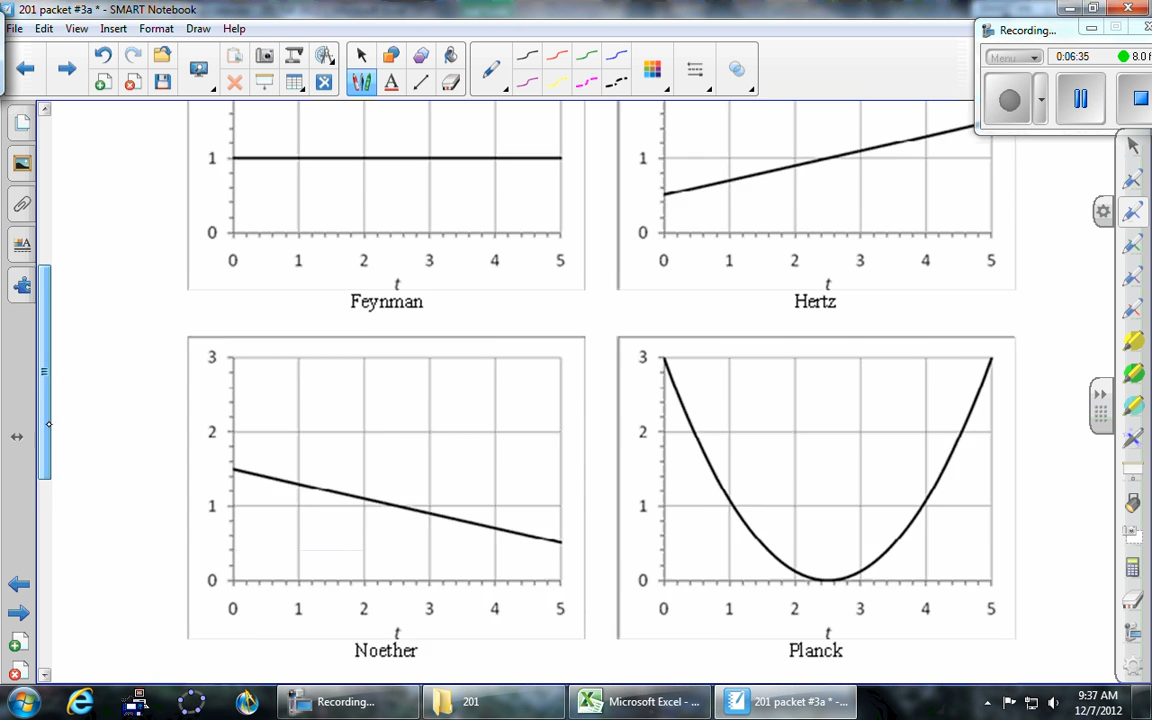 201 packet #3a * - SMART Notebook
File Edit View Insert Format Draw Help
Recording...
Menu
0:06:35
8.0 f
1
0
0 1 2 3 4 5
t
Feynman
1
0
0 1 2 3 4 5
t
Hertz
3
2
1
0
0 1 2 3 4 5
t
Noether
3
2
1
0
0 1 2 3 4 5
t
Planck
Recording...
201
Microsoft Excel - ...
201 packet #3a * -...
9:37 AM
12/7/2012